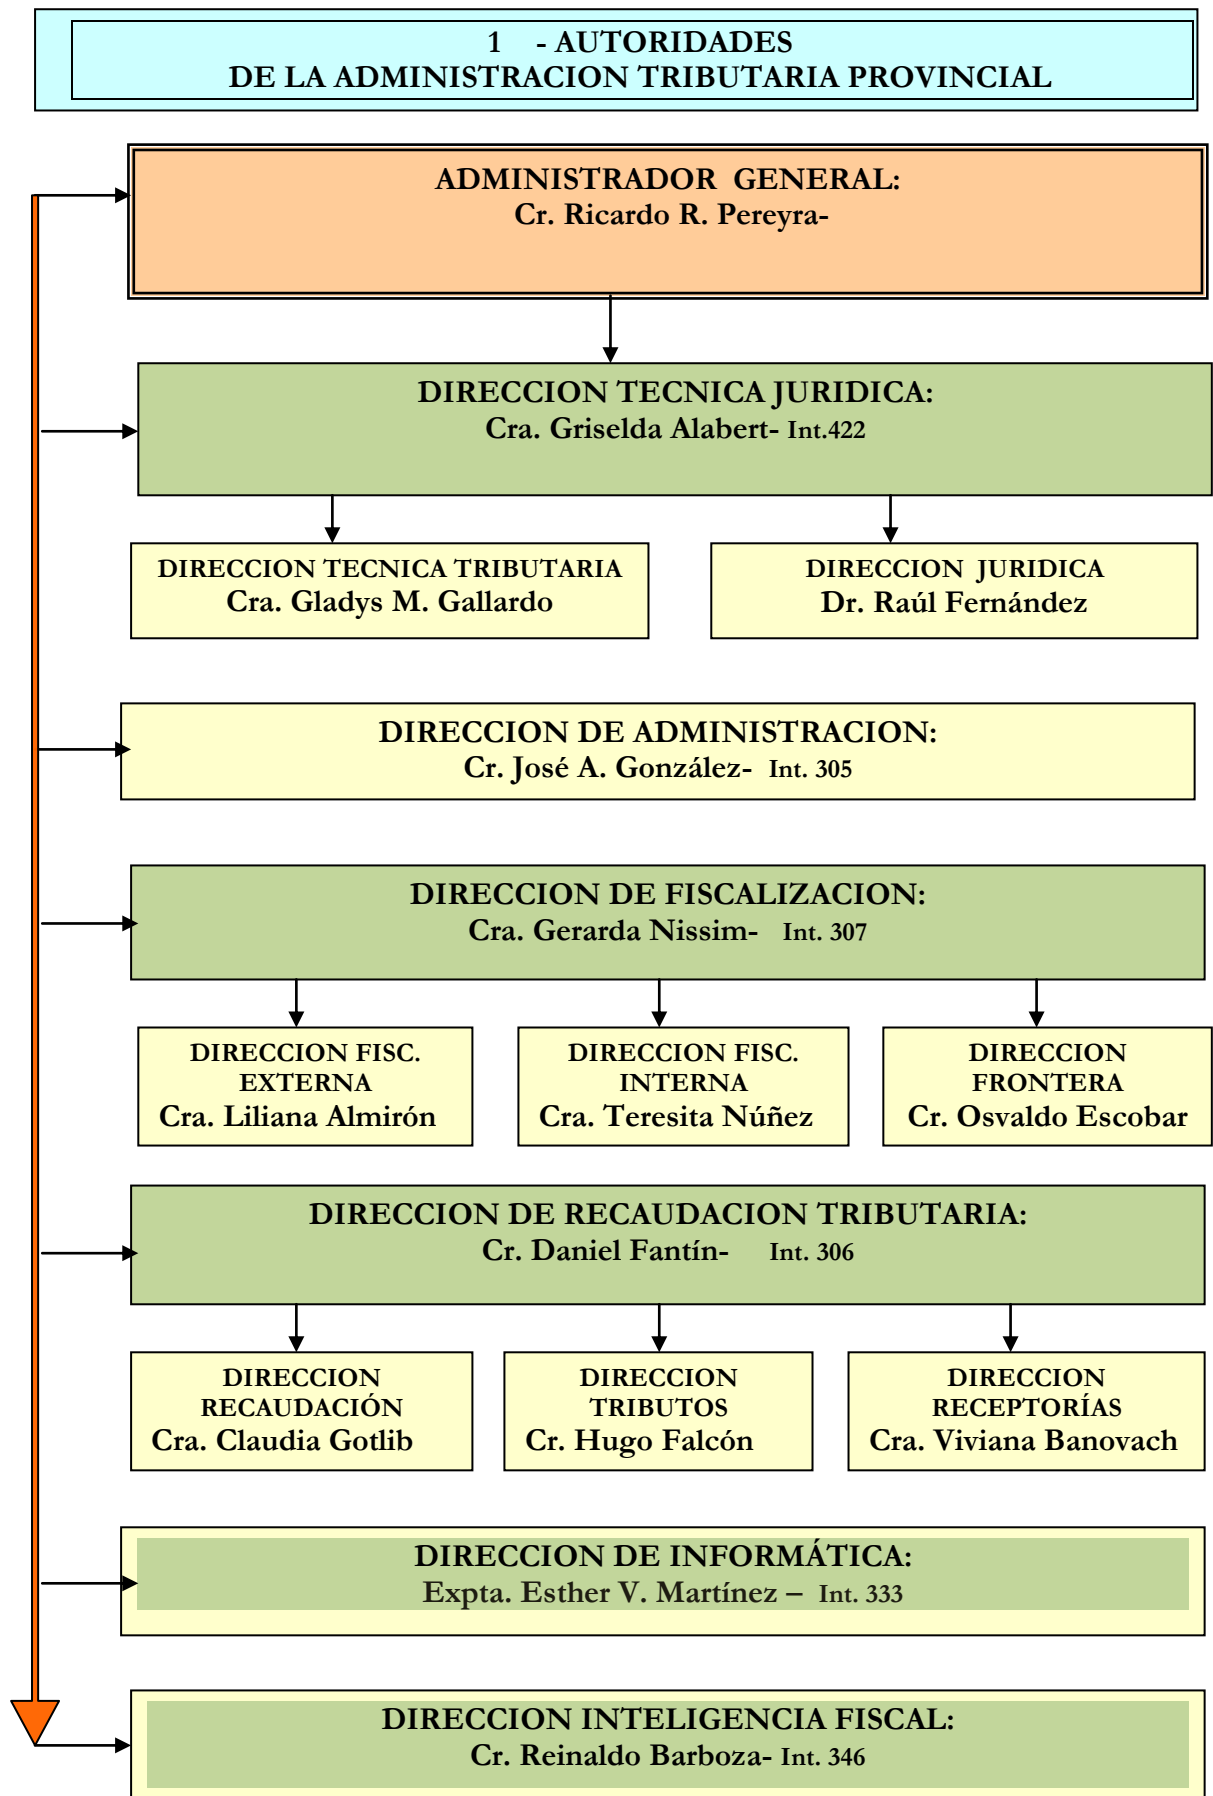 1 - AUTORIDADES
DE LA ADMINISTRACION TRIBUTARIA PROVINCIAL
ADMINISTRADOR GENERAL:
Cr. Ricardo R. Pereyra-
DIRECCION TECNICA JURIDICA:
Cra. Griselda Alabert- Int.422
DIRECCION TECNICA TRIBUTARIA
Cra. Gladys M. Gallardo
DIRECCION JURIDICA
Dr. Raúl Fernández
DIRECCION DE ADMINISTRACION:
Cr. José A. González- Int. 305
DIRECCION DE FISCALIZACION:
Cra. Gerarda Nissim- Int. 307
DIRECCION FISC.
EXTERNA
Cra. Liliana Almirón
DIRECCION FISC.
INTERNA
Cra. Teresita Núñez
DIRECCION
FRONTERA
Cr. Osvaldo Escobar
DIRECCION DE RECAUDACION TRIBUTARIA:
Cr. Daniel Fantín- Int. 306
DIRECCION
RECAUDACIÓN
Cra. Claudia Gotlib
DIRECCION
TRIBUTOS
Cr. Hugo Falcón
DIRECCION
RECEPTORÍAS
Cra. Viviana Banovach
DIRECCION DE INFORMÁTICA:
Expta. Esther V. Martínez – Int. 333
DIRECCION INTELIGENCIA FISCAL:
Cr. Reinaldo Barboza- Int. 346